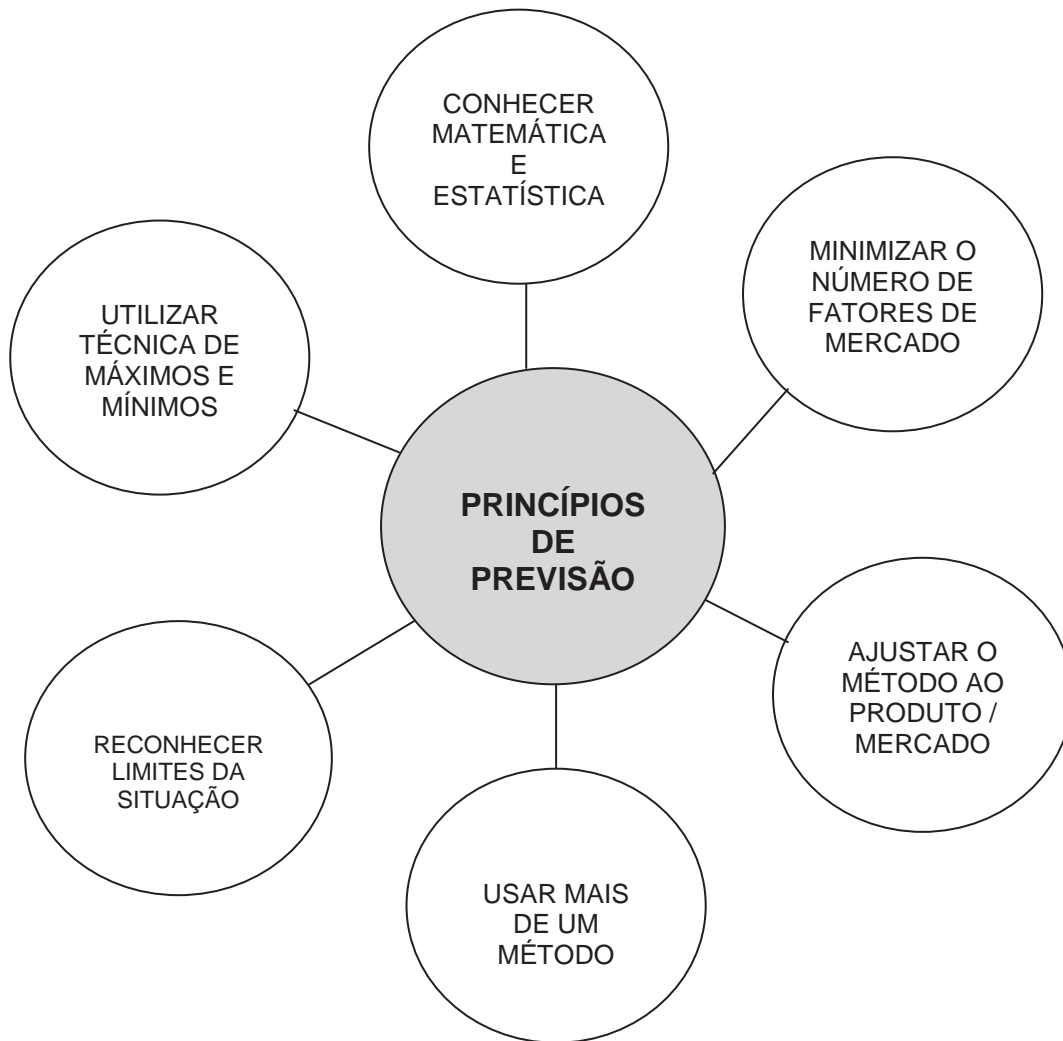 CONHECER
MATEMÁTICA
E
ESTATÍSTICA
MINIMIZAR O
NÚMERO DE
FATORES DE
MERCADO
UTILIZAR
TÉCNICA DE
MÁXIMOS E
MÍNIMOS
PRINCÍPIOS
DE
PREVISÃO
AJUSTAR O
MÉTODO AO
PRODUTO /
MERCADO
RECONHECER
LIMITES DA
SITUAÇÃO
USAR MAIS
DE UM
MÉTODO